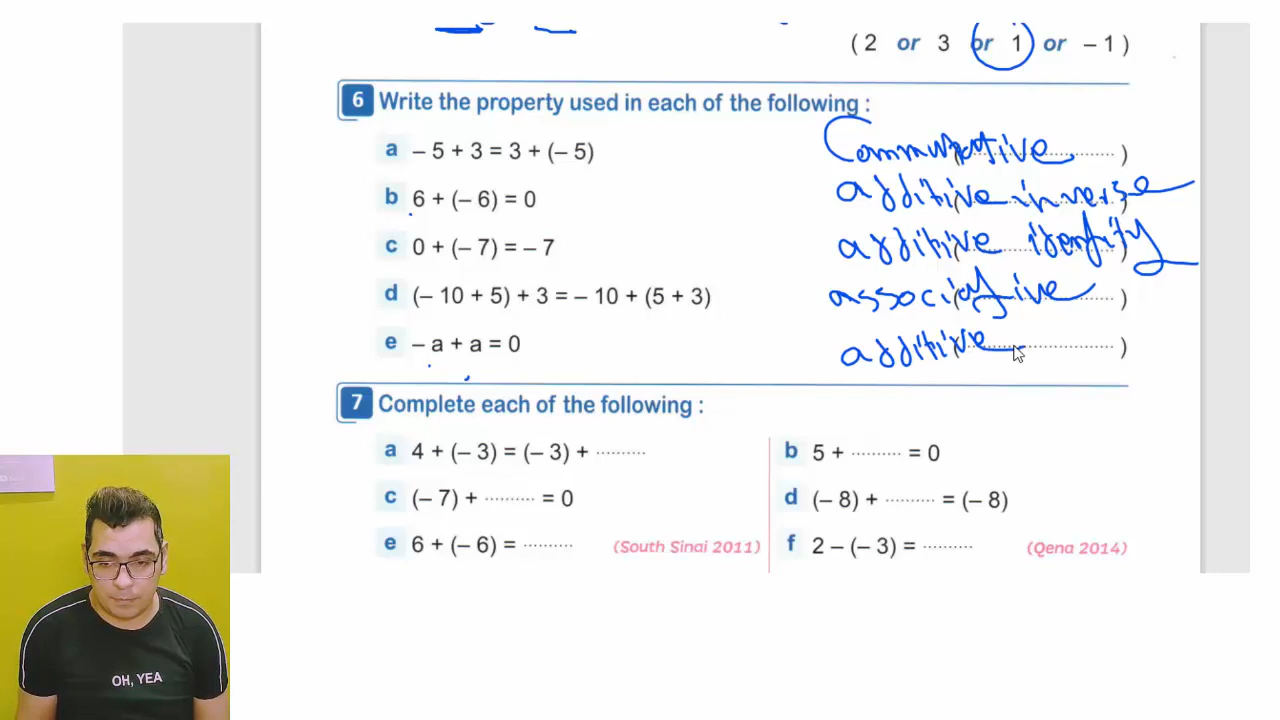 ( 2 or 3 or 1 or – 1 )
6 Write the property used in each of the following :
a – 5 + 3 = 3 + (– 5) Commutative ( .................... )
b 6 + (– 6) = 0 additive inverse ( .................... )
c 0 + (– 7) = – 7 additive identity ( .................... )
d (– 10 + 5) + 3 = – 10 + (5 + 3) associative ( .................... )
e – a + a = 0 additive ( .................... )
7 Complete each of the following :
a 4 + (– 3) = (– 3) + ..........
b 5 + .......... = 0
c (– 7) + .......... = 0
d (– 8) + .......... = (– 8)
e 6 + (– 6) = .......... (South Sinai 2011)
f 2 – (– 3) = .......... (Qena 2014)
OH, YEA